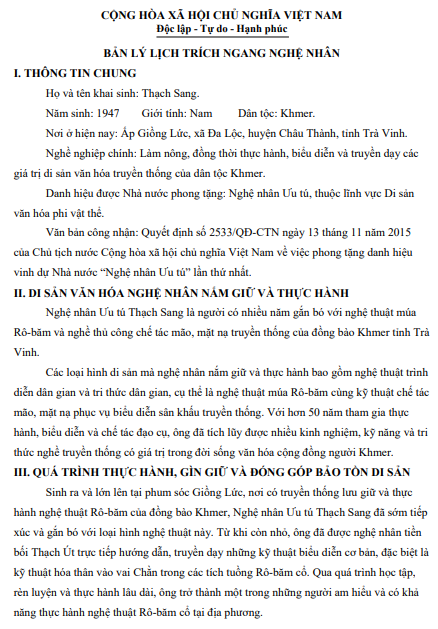 CỘNG HÒA XÃ HỘI CHỦ NGHĨA VIỆT NAM
Độc lập - Tự do - Hạnh phúc
BẢN LÝ LỊCH TRÍCH NGANG NGHỆ NHÂN
I. THÔNG TIN CHUNG
Họ và tên khai sinh: Thạch Sang.
Năm sinh: 1947 Giới tính: Nam Dân tộc: Khmer.
Nơi ở hiện nay: Ấp Giồng Lức, xã Đa Lộc, huyện Châu Thành, tỉnh Trà Vinh.
Nghề nghiệp chính: Làm nông, đồng thời thực hành, biểu diễn và truyền dạy các
giá trị di sản văn hóa truyền thống của dân tộc Khmer.
Danh hiệu được Nhà nước phong tặng: Nghệ nhân Ưu tú, thuộc lĩnh vực Di sản
văn hóa phi vật thể.
Văn bản công nhận: Quyết định số 2533/QĐ-CTN ngày 13 tháng 11 năm 2015
của Chủ tịch nước Cộng hòa xã hội chủ nghĩa Việt Nam về việc phong tặng danh hiệu
vinh dự Nhà nước “Nghệ nhân Ưu tú” lần thứ nhất.
II. DI SẢN VĂN HÓA NGHỆ NHÂN NẮM GIỮ VÀ THỰC HÀNH
Nghệ nhân Ưu tú Thạch Sang là người có nhiều năm gắn bó với nghệ thuật múa
Rô-băm và nghề thủ công chế tác mão, mặt nạ truyền thống của đồng bào Khmer tỉnh Trà
Vinh.
Các loại hình di sản mà nghệ nhân nắm giữ và thực hành bao gồm nghệ thuật trình
diễn dân gian và tri thức dân gian, cụ thể là nghệ thuật múa Rô-băm cùng kỹ thuật chế tác
mão, mặt nạ phục vụ biểu diễn sân khấu truyền thống. Với hơn 50 năm tham gia thực
hành, biểu diễn và chế tác đạo cụ, ông đã tích lũy được nhiều kinh nghiệm, kỹ năng và tri
thức nghề truyền thống có giá trị trong đời sống văn hóa cộng đồng người Khmer.
III. QUÁ TRÌNH THỰC HÀNH, GÌN GIỮ VÀ ĐÓNG GÓP BẢO TỒN DI SẢN
Sinh ra và lớn lên tại phum sóc Giồng Lức, nơi có truyền thống lưu giữ và thực
hành nghệ thuật Rô-băm của đồng bào Khmer, Nghệ nhân Ưu tú Thạch Sang đã sớm tiếp
xúc và gắn bó với loại hình nghệ thuật này. Từ khi còn nhỏ, ông đã được nghệ nhân tiền
bối Thạch Út trực tiếp hướng dẫn, truyền dạy những kỹ thuật biểu diễn cơ bản, đặc biệt là
kỹ thuật hóa thân vào vai Chằn trong các tích tuồng Rô-băm cổ. Qua quá trình học tập,
rèn luyện và thực hành lâu dài, ông trở thành một trong những người am hiểu và có khả
năng thực hành nghệ thuật Rô-băm cổ tại địa phương.